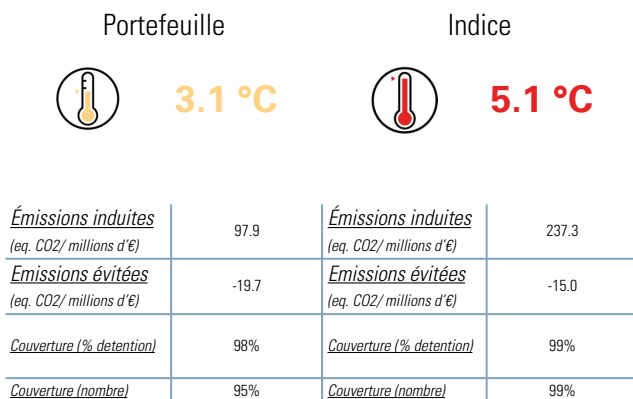 Portefeuille Indice
3.1 °C 5.1 °C
Émissions induites 97.9 Émissions induites 237.3
(eq. CO2/ millions d'€) (eq. CO2/ millions d'€)
Emissions évitées -19.7 Emissions évitées -15.0
(eq. CO2/ millions d'€) (eq. CO2/ millions d'€)
Couverture (% detention) 98% Couverture (% detention) 99%
Couverture (nombre) 95% Couverture (nombre) 99%